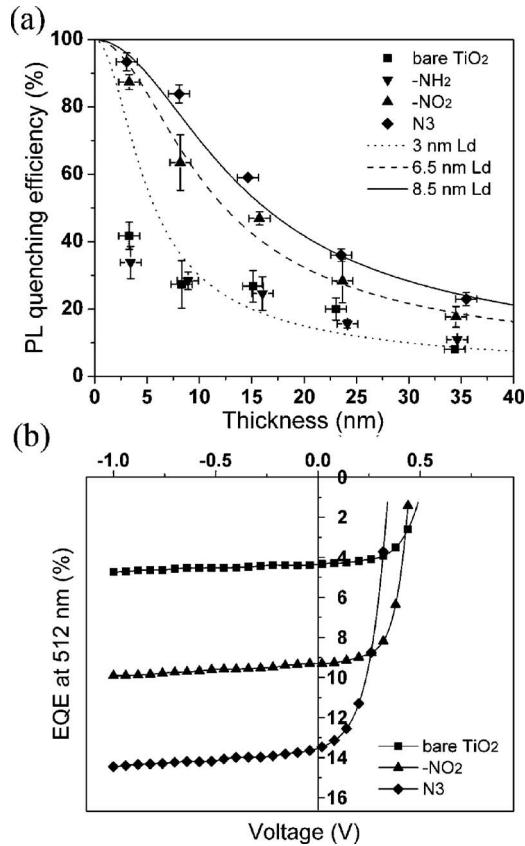 (a)
100
80
60
40
20
0
PL quenching efficiency (%)
bare TiO₂
-NH₂
-NO₂
N3
3 nm Ld
6.5 nm Ld
8.5 nm Ld
0 5 10 15 20 25 30 35 40
Thickness (nm)
(b)
-1.0 -0.5 0.0 0.5
0
2
4
6
8
10
12
14
16
EQE at 512 nm (%)
bare TiO₂
-NO₂
N3
Voltage (V)